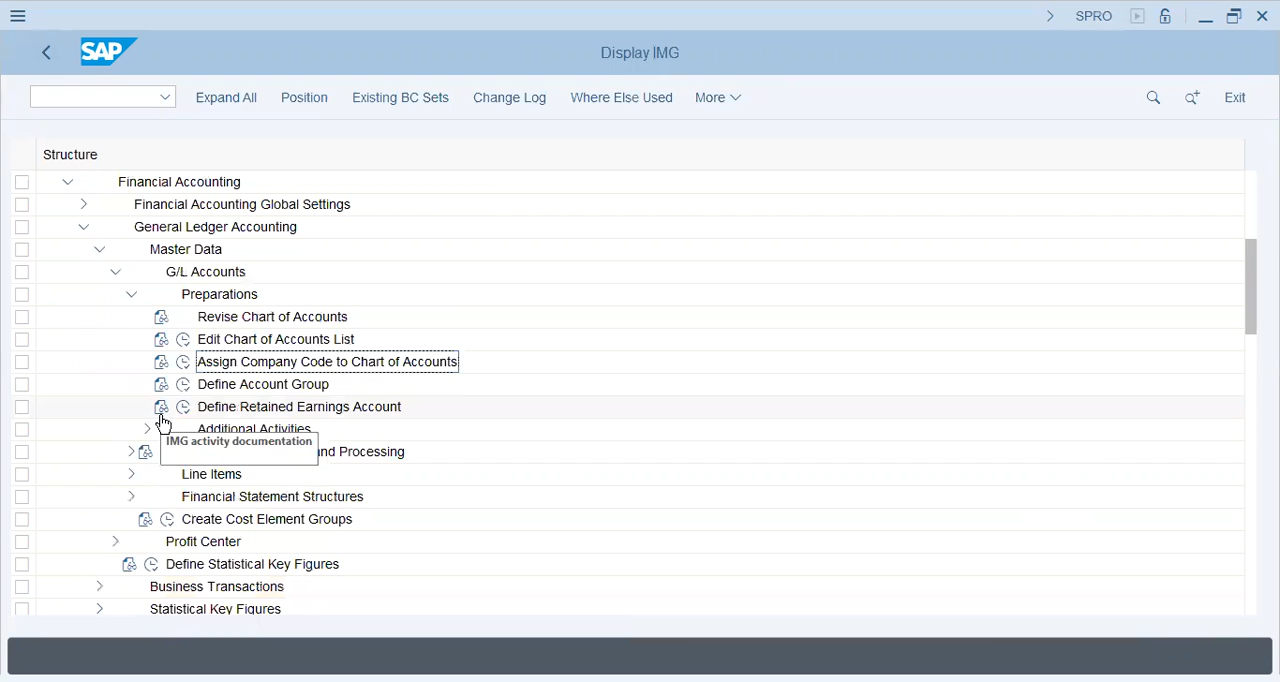 SPRO
SAP
Display IMG
Expand All Position Existing BC Sets Change Log Where Else Used More Exit
Structure
Financial Accounting
Financial Accounting Global Settings
General Ledger Accounting
Master Data
G/L Accounts
Preparations
Revise Chart of Accounts
Edit Chart of Accounts List
Assign Company Code to Chart of Accounts
Define Account Group
Define Retained Earnings Account
Additional Activities
IMG activity documentation
and Processing
Line Items
Financial Statement Structures
Create Cost Element Groups
Profit Center
Define Statistical Key Figures
Business Transactions
Statistical Key Figures